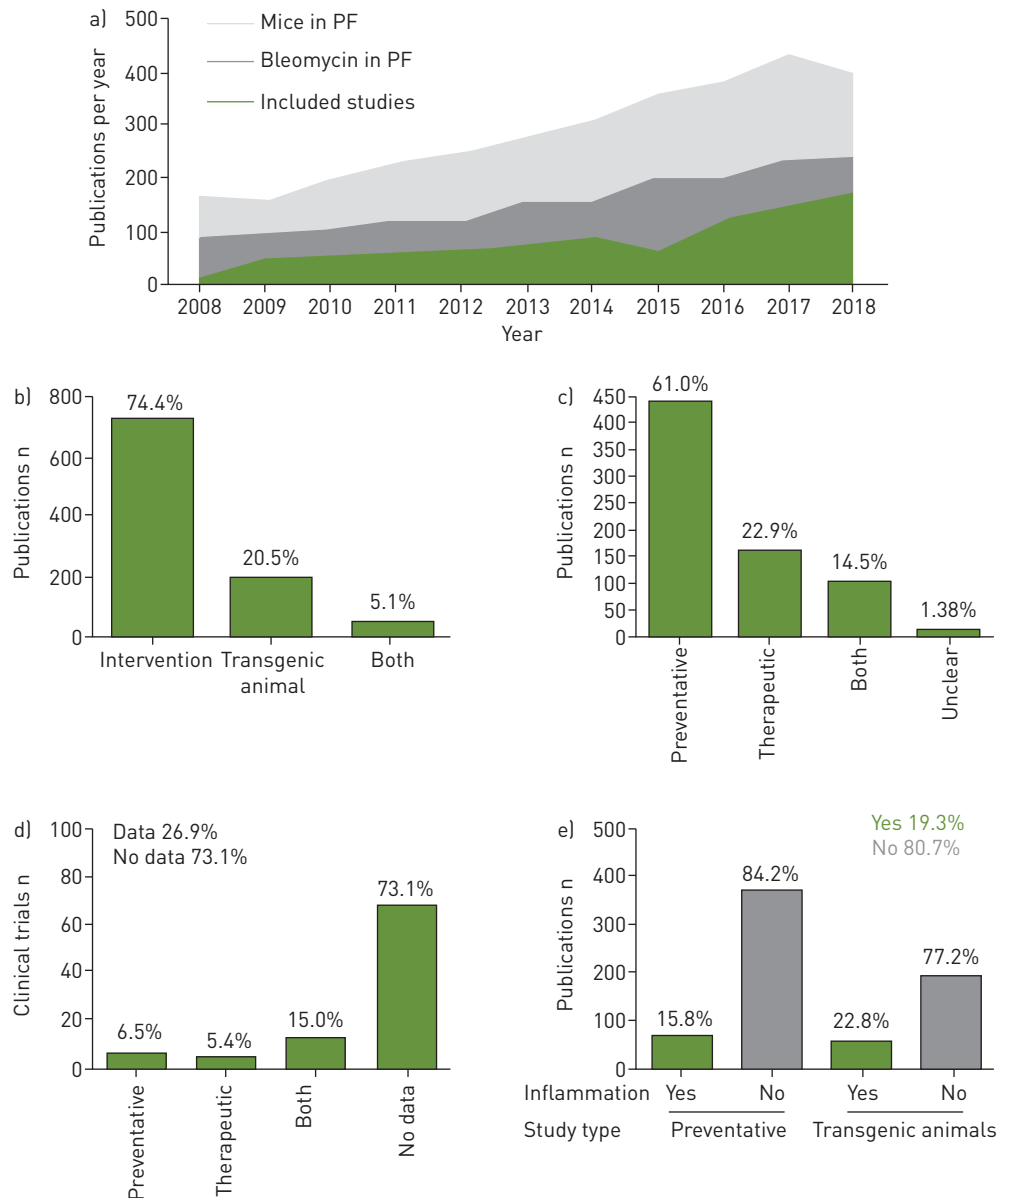 a)
500
400
300
200
100
0
Publications per year
Mice in PF
Bleomycin in PF
Included studies
2008 2009 2010 2011 2012 2013 2014 2015 2016 2017 2018
Year
b)
800
600
400
200
0
Publications n
74.4%
20.5%
5.1%
Intervention Transgenic animal Both
c)
450
400
450
300
250
200
150
100
50
0
Publications n
61.0%
22.9%
14.5%
1.38%
Preventative
Therapeutic
Both
Unclear
d)
100
80
60
40
20
0
Clinical trials n
Data 26.9%
No data 73.1%
6.5%
5.4%
15.0%
73.1%
Preventative
Therapeutic
Both
No data
e)
500
400
300
200
100
0
Publications n
Yes 19.3%
No 80.7%
15.8%
84.2%
22.8%
77.2%
Inflammation Yes No Yes No
Study type Preventative Transgenic animals